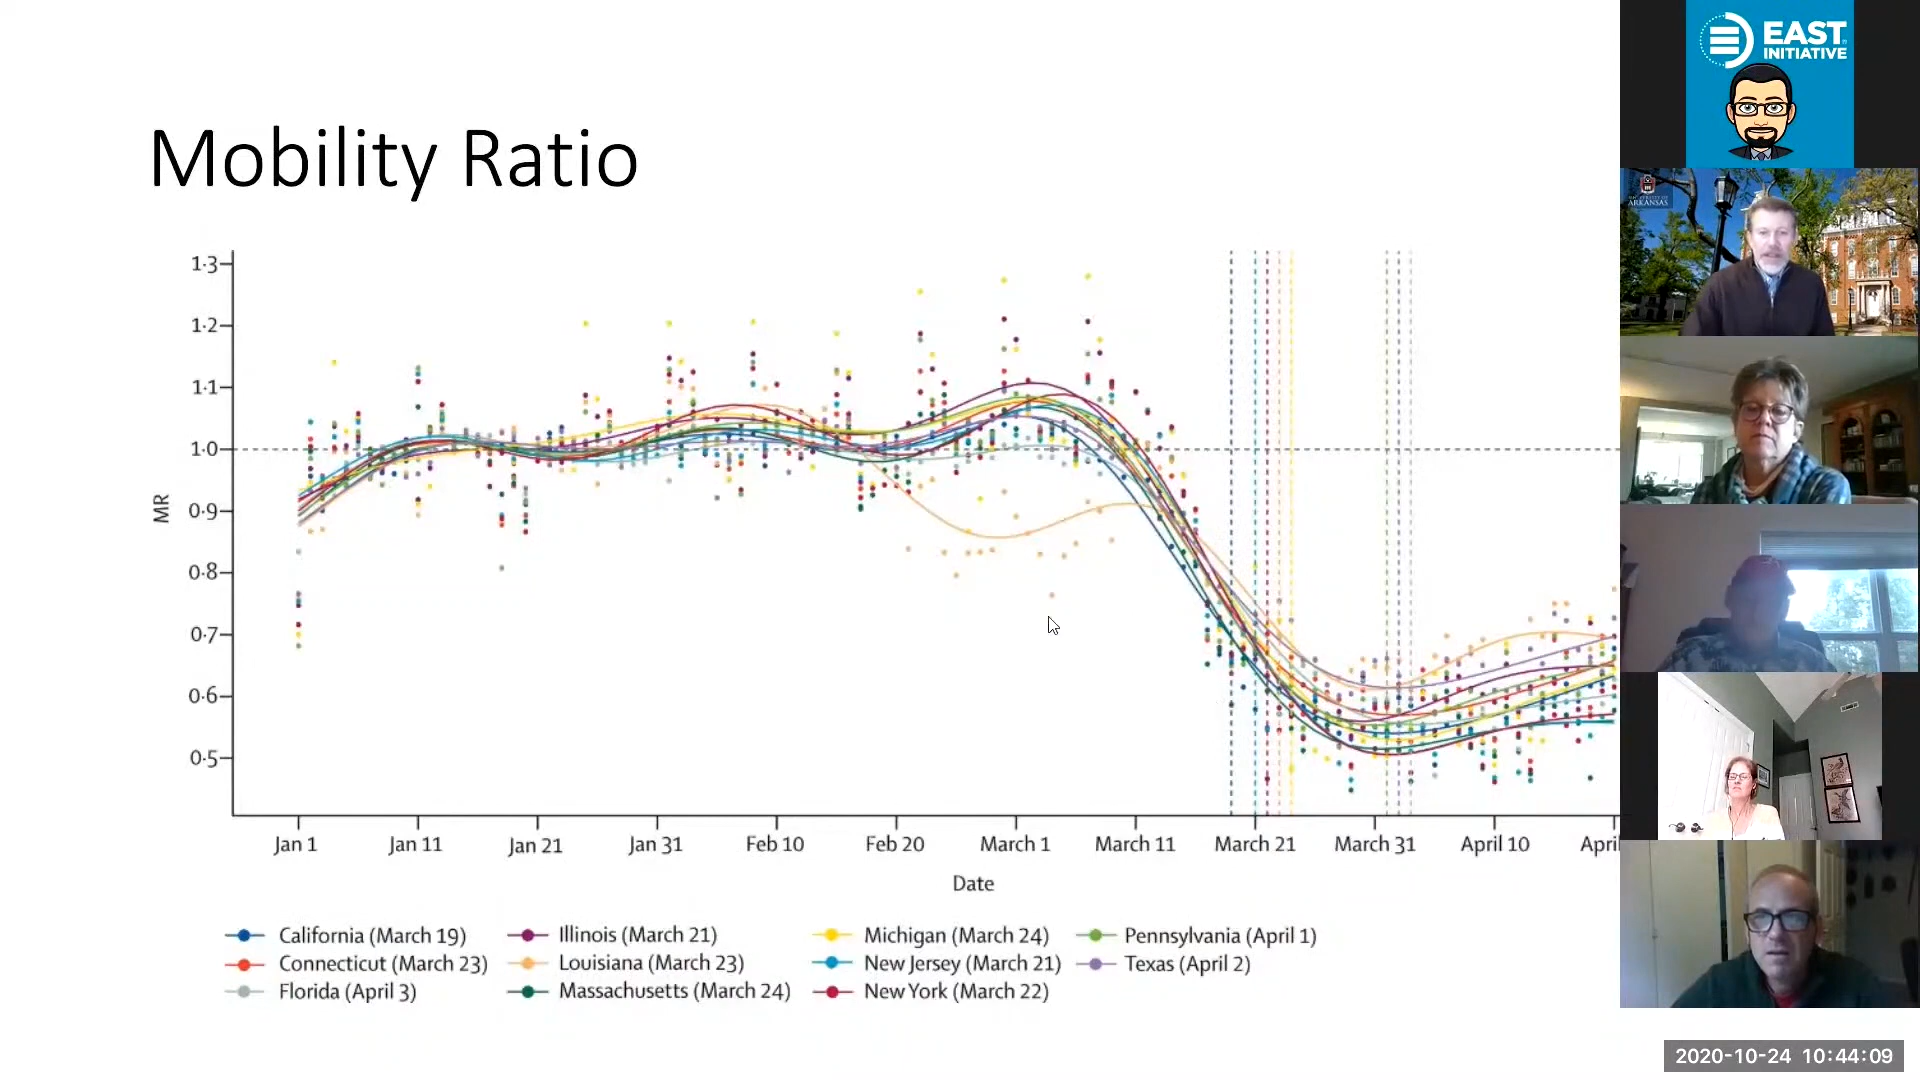 Mobility Ratio
1·3
1·2
1·1
1·0
0·9
0·8
0·7
0·6
0·5
MR
Jan 1
Jan 11
Jan 21
Jan 31
Feb 10
Feb 20
March 1
March 11
March 21
March 31
April 10
April
Date
California (March 19)
Connecticut (March 23)
Florida (April 3)
Illinois (March 21)
Louisiana (March 23)
Massachusetts (March 24)
Michigan (March 24)
New Jersey (March 21)
New York (March 22)
Pennsylvania (April 1)
Texas (April 2)
EAST
INITIATIVE
ARKANSAS
2020-10-24 10:44:09